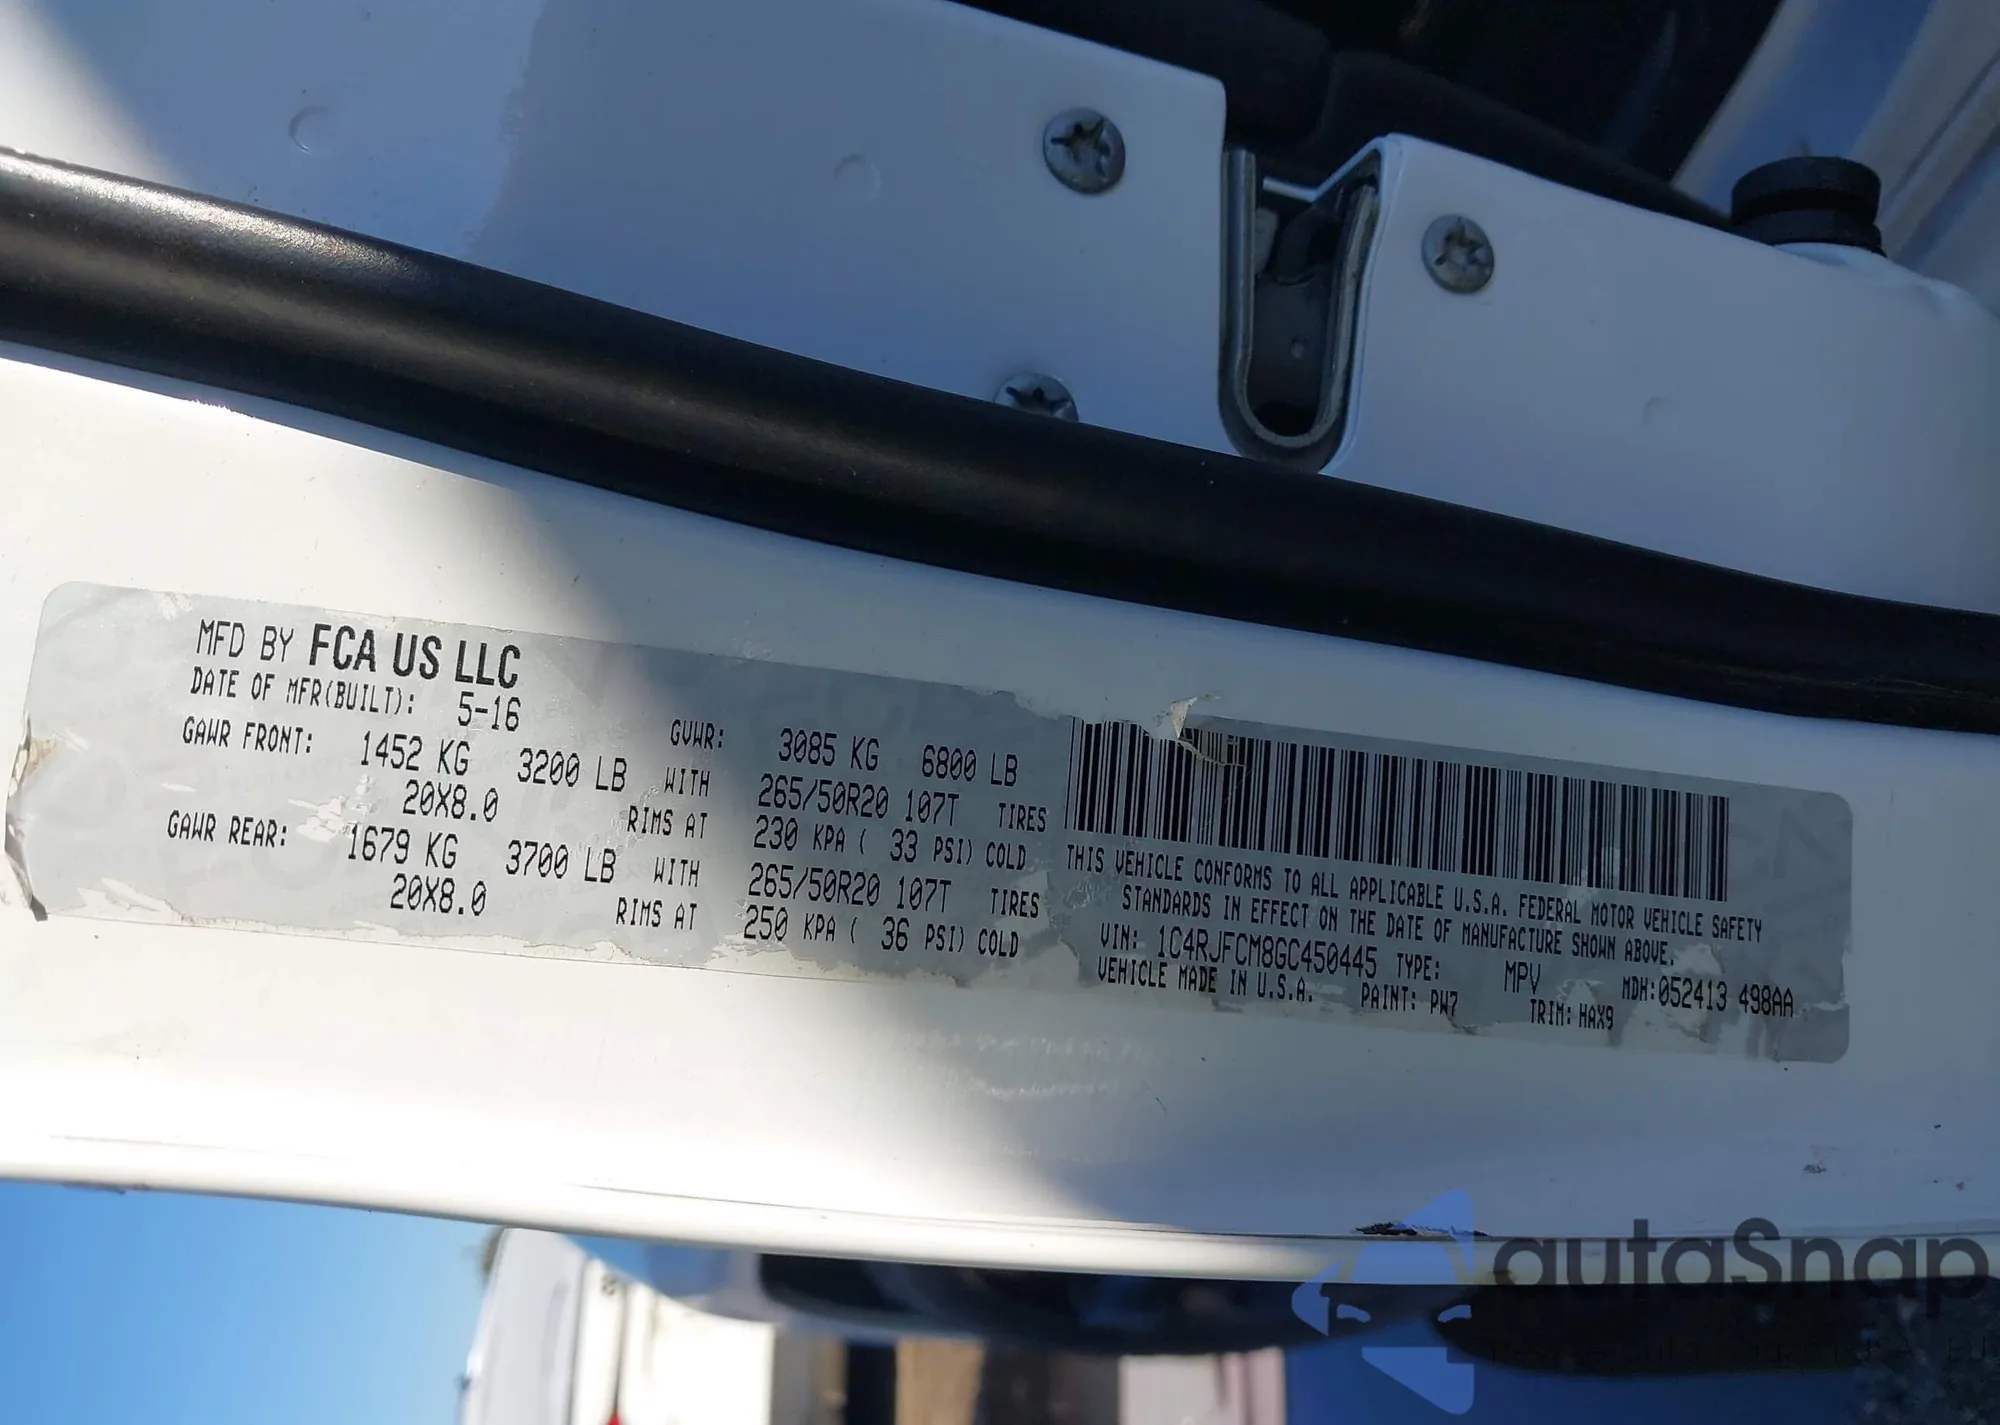 MFD BY FCA US LLC
DATE OF MFR(BUILT): 5-16
GVWR: 3085 KG 6800 LB
GAWR FRONT: 1452 KG 3200 LB WITH 265/50R20 107T TIRES
20X8.0 RIMS AT 230 KPA ( 33 PSI) COLD
GAWR REAR: 1679 KG 3700 LB WITH 265/50R20 107T TIRES
20X8.0 RIMS AT 250 KPA ( 36 PSI) COLD
THIS VEHICLE CONFORMS TO ALL APPLICABLE U.S.A. FEDERAL MOTOR VEHICLE SAFETY
STANDARDS IN EFFECT ON THE DATE OF MANUFACTURE SHOWN ABOVE.
VIN: 1C4RJFCM8GC450445 TYPE: MPV MDH:052413 498AA
VEHICLE MADE IN U.S.A. PAINT: PW7 TRIM: HAX9
autaSnap